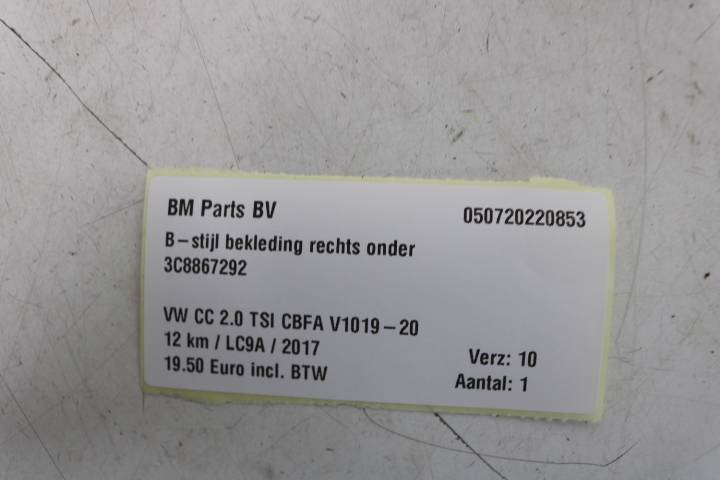 BM Parts BV 050720220853
B-stijl bekleding rechts onder
3C8867292
VW CC 2.0 TSI CBFA V1019-20
12 km / LC9A / 2017 Verz: 10
19.50 Euro incl. BTW Aantal: 1